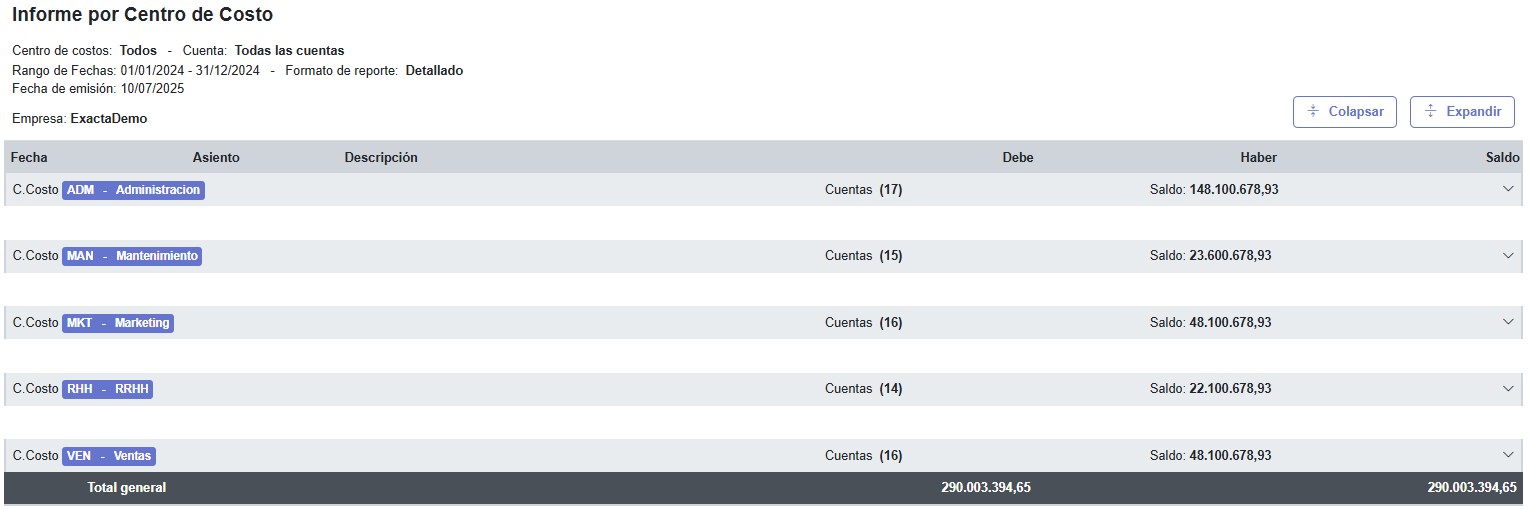 Informe por Centro de Costo
Centro de costos: Todos - Cuenta: Todas las cuentas
Rango de Fechas: 01/01/2024 - 31/12/2024 - Formato de reporte: Detallado
Fecha de emisión: 10/07/2025
Empresa: ExactaDemo
Colapsar Expandir
Fecha Asiento Descripción Debe Haber Saldo
C.Costo ADM - Administracion Cuentas (17) Saldo: 148.100.678,93
C.Costo MAN - Mantenimiento Cuentas (15) Saldo: 23.600.678,93
C.Costo MKT - Marketing Cuentas (16) Saldo: 48.100.678,93
C.Costo RHH - RRHH Cuentas (14) Saldo: 22.100.678,93
C.Costo VEN - Ventas Cuentas (16) Saldo: 48.100.678,93
Total general 290.003.394,65 290.003.394,65